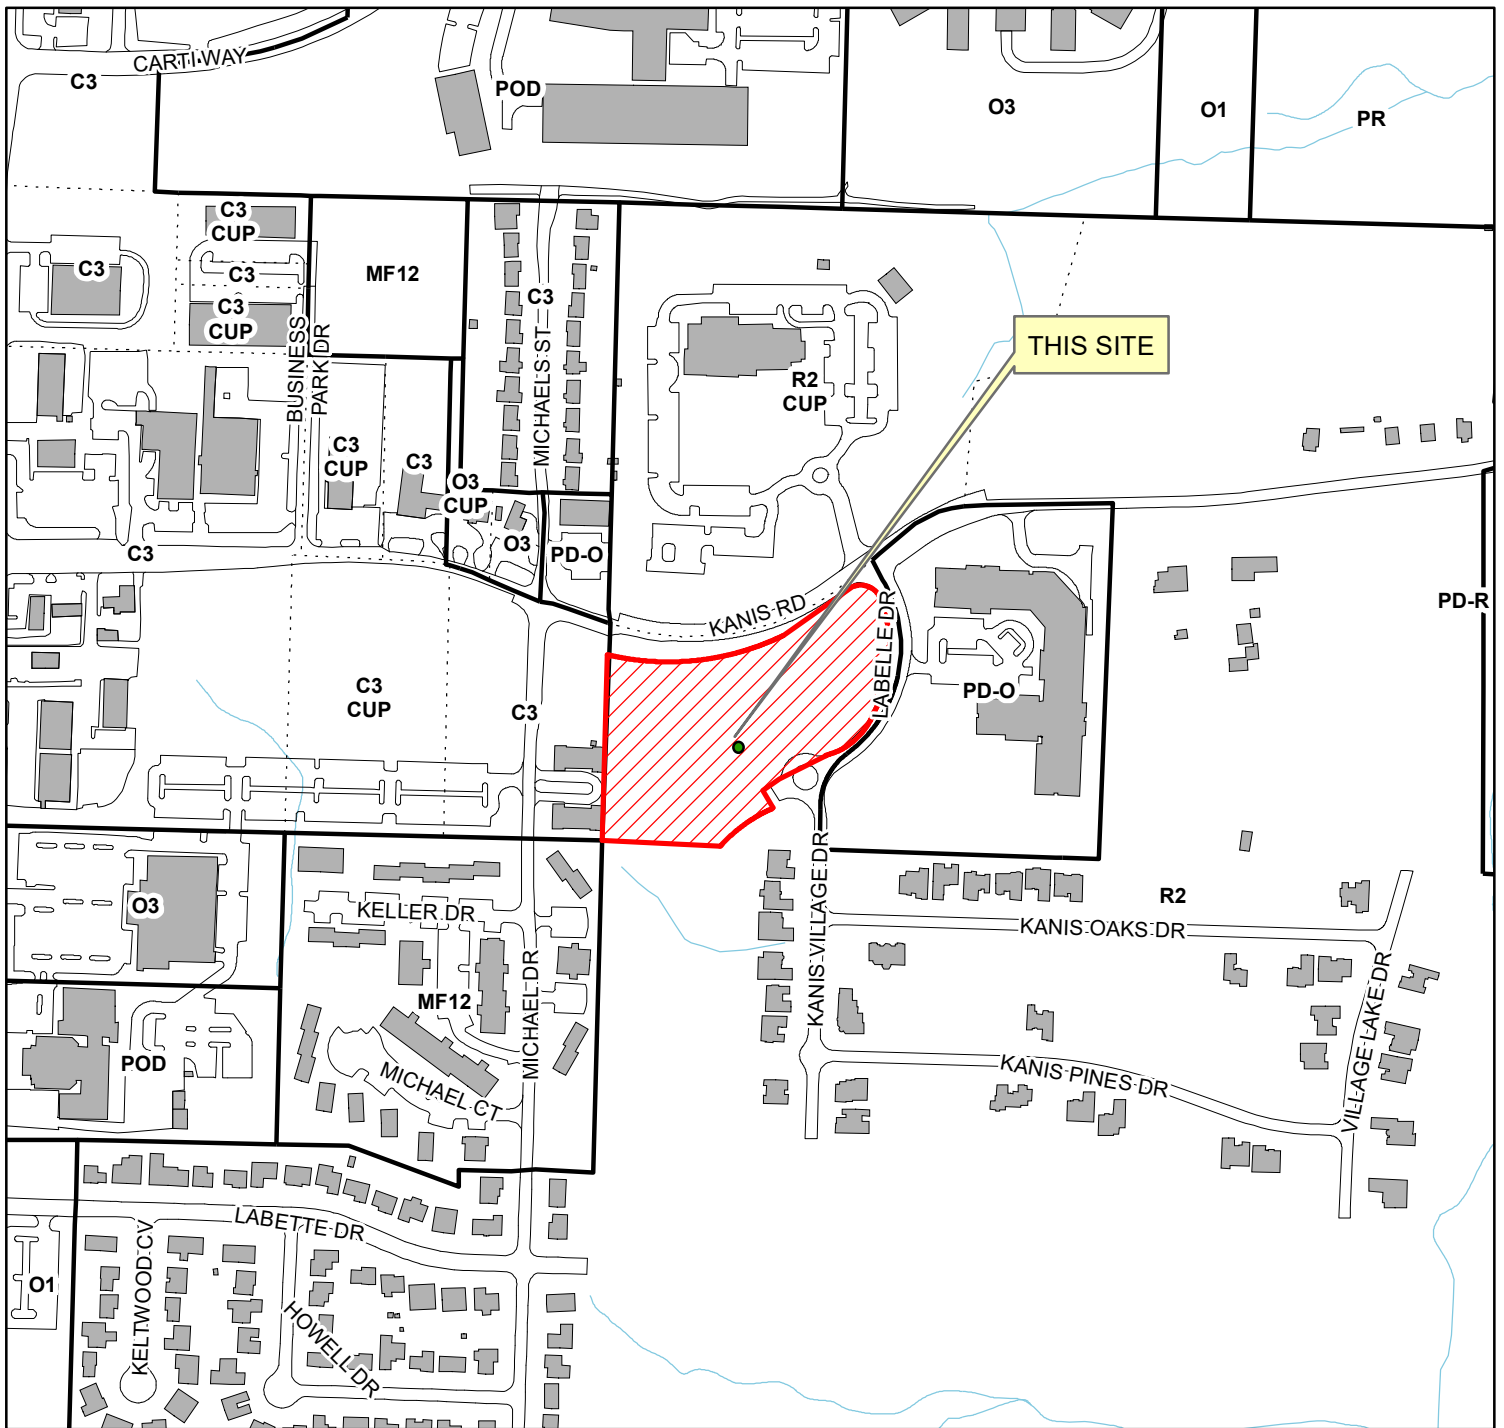 CARTI WAY
C3
POD
O3
O1
PR
C3
CUP
C3
C3
C3
CUP
MF12
C3
BUSINESS
PARK DR
MICHAELS ST
THIS SITE
R2
CUP
C3
CUP
C3
O3
CUP
O3
PD-O
C3
KANIS RD
LABELLE DR
PD-R
C3
CUP
C3
PD-O
O3
KELLER DR
MF12
MICHAEL DR
KANIS VILLAGE DR
R2
KANIS OAKS DR
VILLAGE LAKE DR
POD
MICHAEL CT
KANIS PINES DR
LABETTE DR
O1
KELTWOOD CV
HOWELL DR